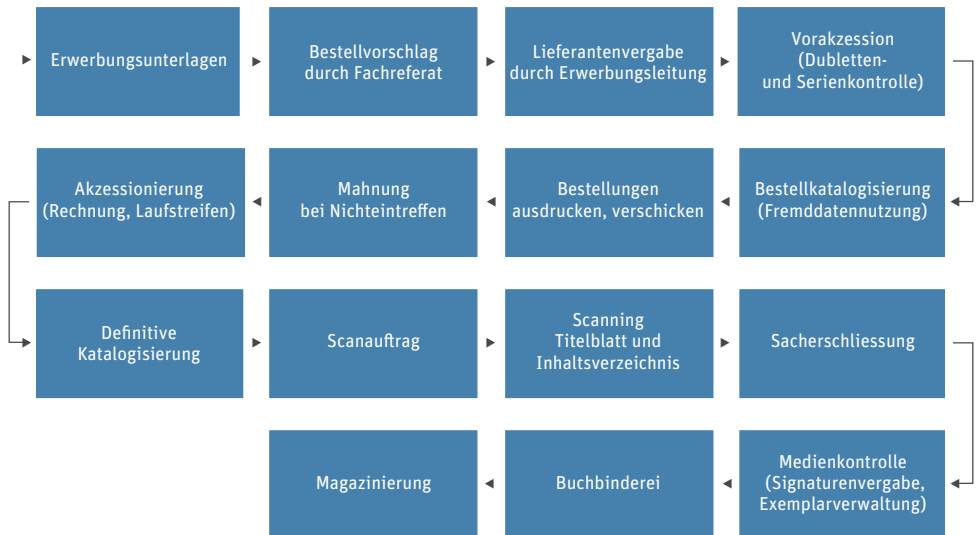 Erwerbungsunterlagen
Bestellvorschlag
durch Fachreferat
Lieferantenvergabe
durch Erwerbungsleitung
Vorakzession
(Dubletten-
und Serienkontrolle)
Bestellkatalogisierung
(Fremddatennutzung)
Bestellungen
ausdrucken, verschicken
Mahnung
bei Nichteintreffen
Akzessionierung
(Rechnung, Laufstreifen)
Definitive
Katalogisierung
Scanauftrag
Scanning
Titelblatt und
Inhaltsverzeichnis
Sacherschliessung
Medienkontrolle
(Signaturenvergabe,
Exemplarverwaltung)
Buchbinderei
Magazinierung